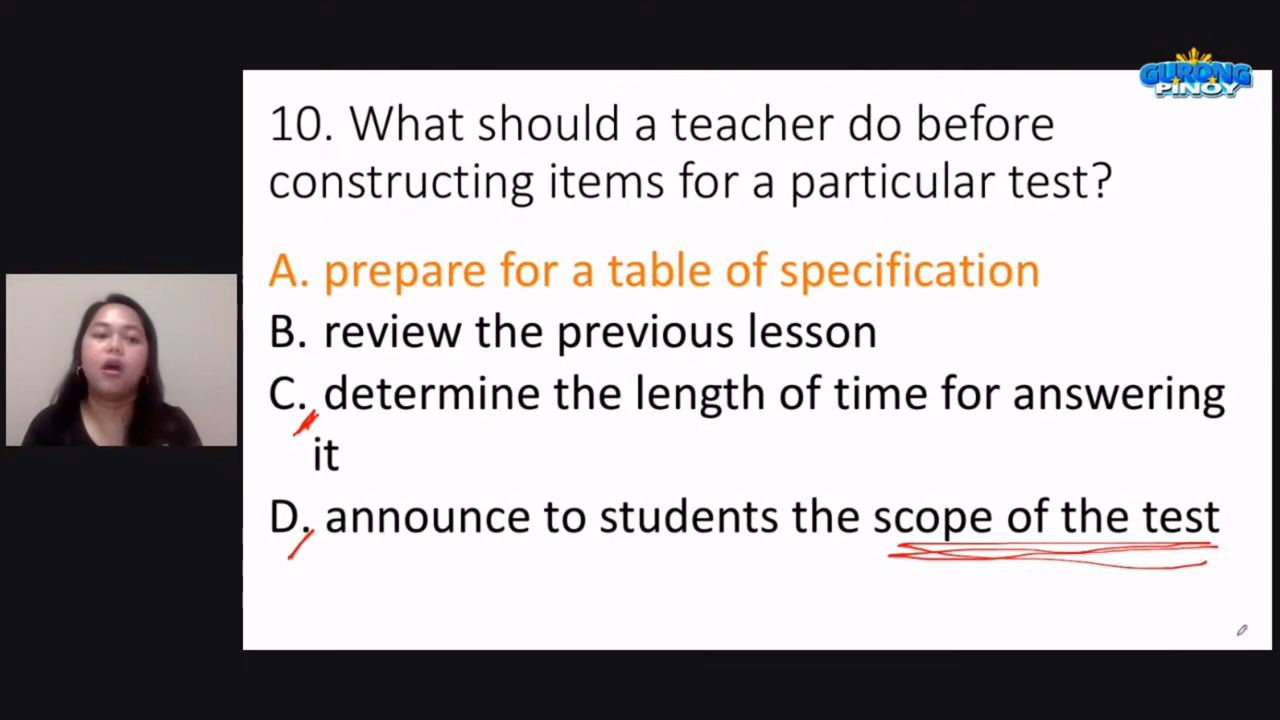 GURONG
PINOY
10. What should a teacher do before
constructing items for a particular test?
A. prepare for a table of specification
B. review the previous lesson
C. determine the length of time for answering
it
D. announce to students the scope of the test